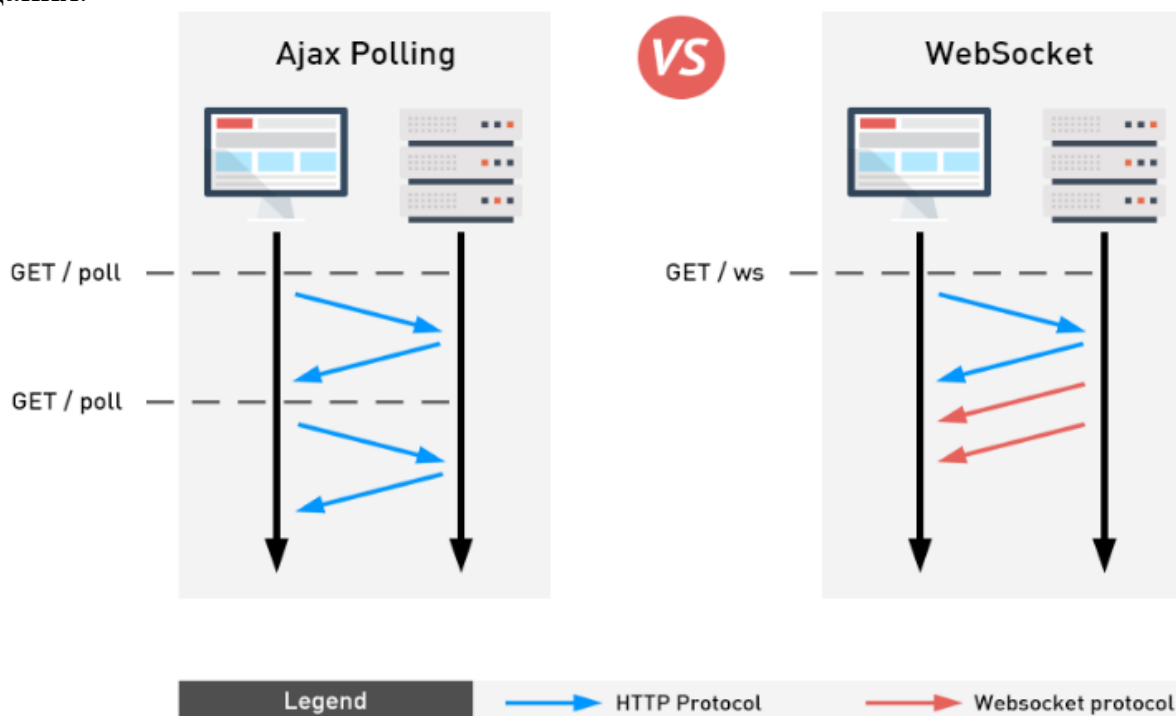 Ajax Polling
VS
WebSocket
GET / poll
GET / ws
GET / poll
Legend
HTTP Protocol
Websocket protocol